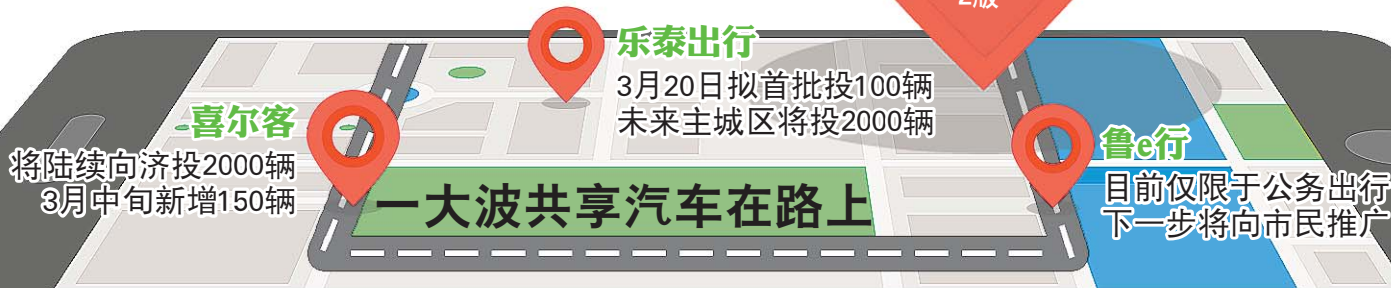 2版
乐泰出行
3月20日拟首批投100辆
未来主城区将投2000辆
喜尔客
将陆续向济投2000辆
3月中旬新增150辆
鲁e行
目前仅限于公务出行
下一步将向市民推广
一大波共享汽车在路上